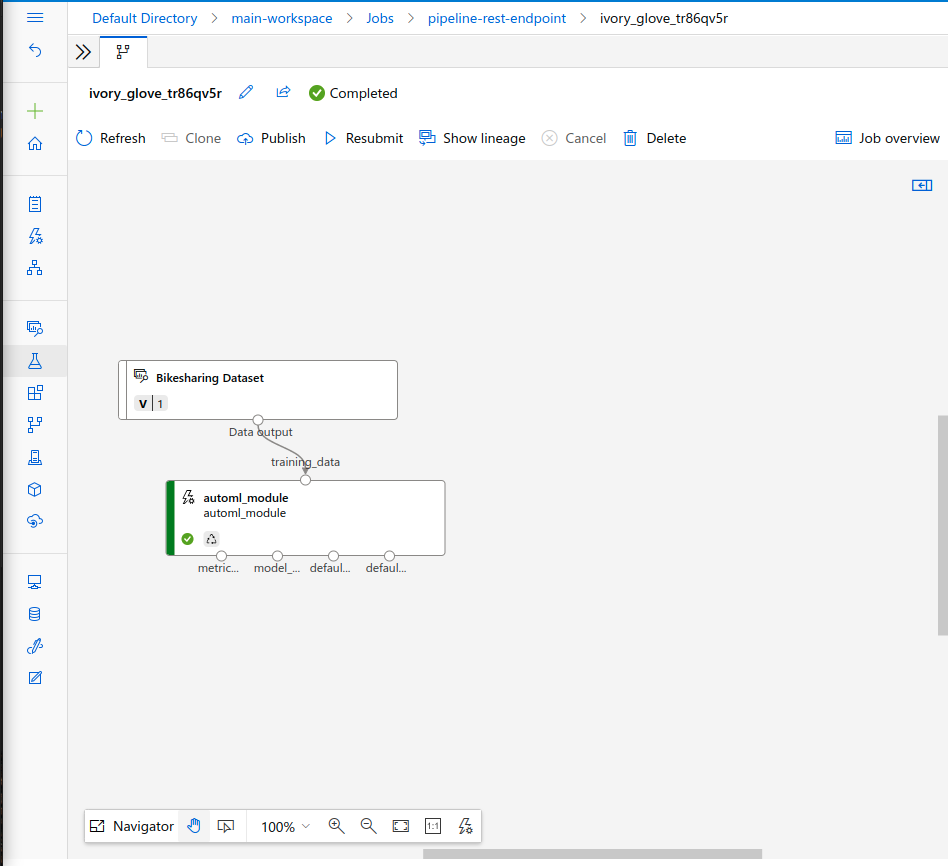 Default Directory > main-workspace > Jobs > pipeline-rest-endpoint > ivory_glove_tr86qv5r
ivory_glove_tr86qv5r Completed
Refresh Clone Publish Resubmit Show lineage Cancel Delete Job overview
Bikesharing Dataset
V 1
Data output
training_data
automl_module
automl_module
metric... model_... defaul... defaul...
Navigator 100% 1:1